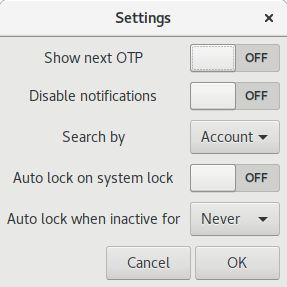 Settings
Show next OTP OFF
Disable notifications OFF
Search by Account
Auto lock on system lock OFF
Auto lock when inactive for Never
Cancel OK